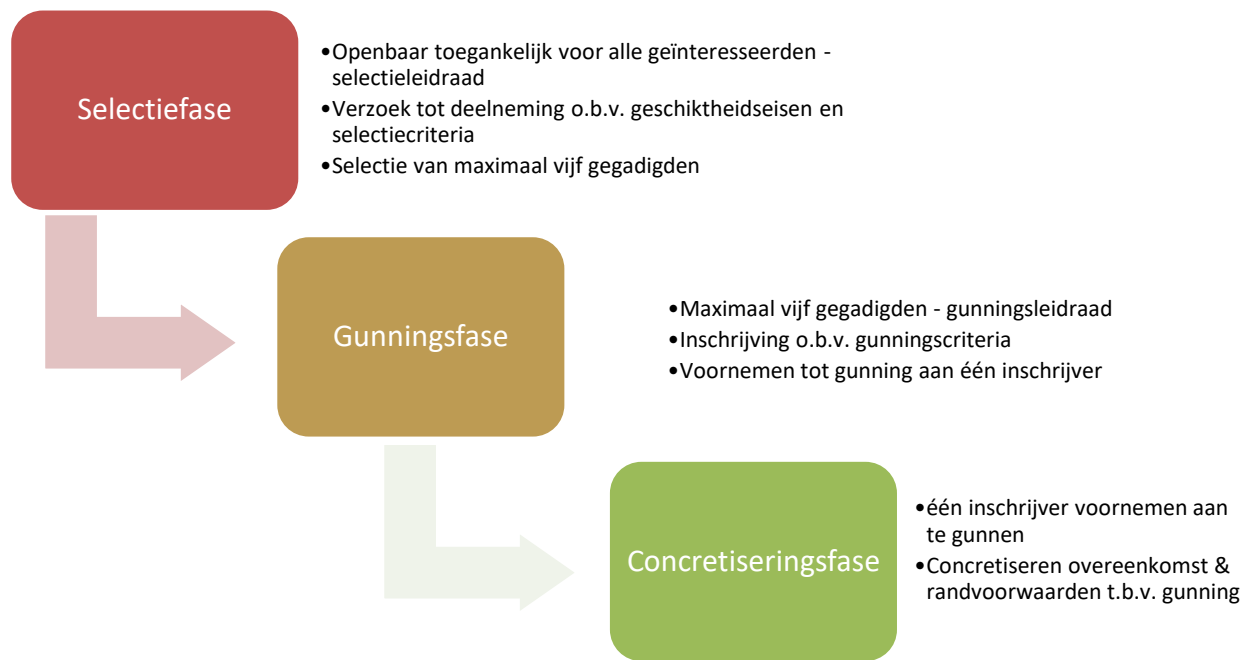 Selectiefase
•Openbaar toegankelijk voor alle geïnteresseerden -
selectieleidraad
•Verzoek tot deelneming o.b.v. geschiktheidseisen en
selectiecriteria
•Selectie van maximaal vijf gegadigden
Gunningsfase
•Maximaal vijf gegadigden - gunningsleidraad
•Inschrijving o.b.v. gunningscriteria
•Voornemen tot gunning aan één inschrijver
Concretiseringsfase
•één inschrijver voornemen aan
te gunnen
•Concretiseren overeenkomst &
randvoorwaarden t.b.v. gunning